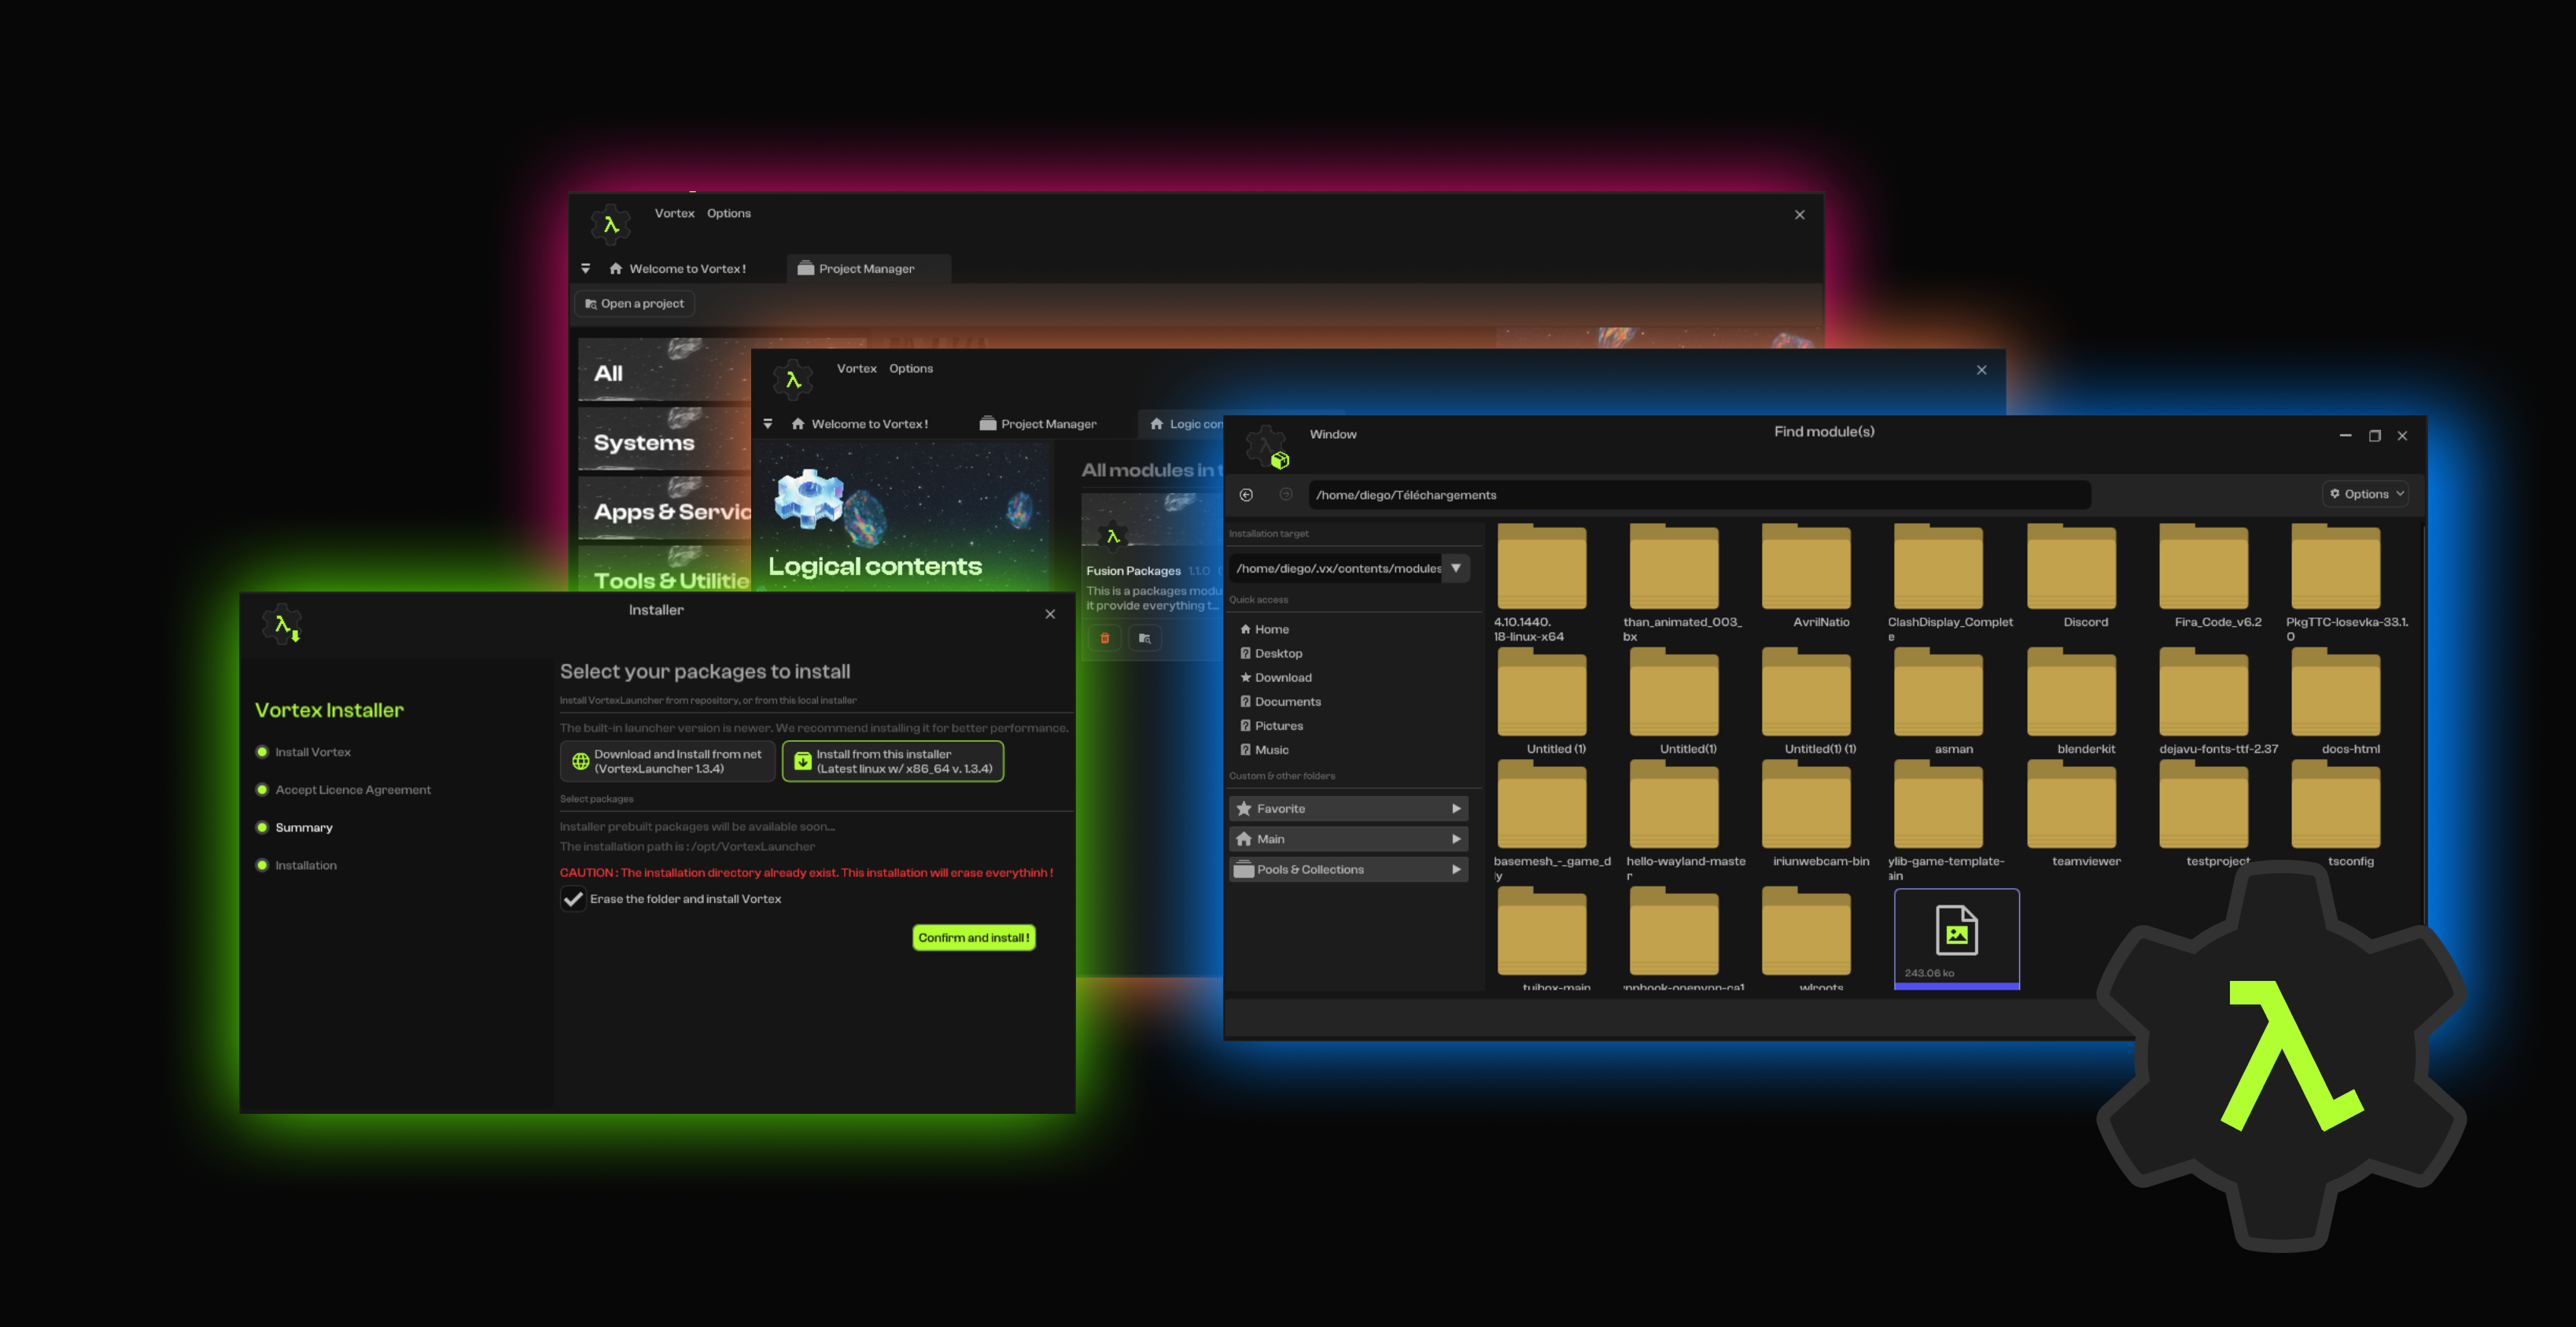 Vortex Options
Welcome to Vortex !
Project Manager
Open a project
All
Systems
Apps & Servic
Tools & Utilitie
Vortex Options
Welcome to Vortex !
Project Manager
Logic con
Logical contents
All modules in t
Fusion Packages 1.1.0
This is a packages modu
it provide everything t...
Installer
Vortex Installer
Install Vortex
Accept Licence Agreement
Summary
Installation
Select your packages to install
Install VortexLauncher from repository, or from this local installer
The built-in launcher version is newer. We recommend installing it for better performance.
Download and Install from net
(VortexLauncher 1.3.4)
Install from this installer
(Latest linux w/ x86_64 v. 1.3.4)
Select packages
Installer prebuilt packages will be available soon...
The installation path is : /opt/VortexLauncher
CAUTION : The installation directory already exist. This installation will erase everythinh !
Erase the folder and install Vortex
Confirm and install !
Window
Find module(s)
/home/diego/Téléchargements
Options
Installation target
/home/diego/.vx/contents/modules
Quick access
Home
Desktop
Download
Documents
Pictures
Music
Custom & other folders
Favorite
Main
Pools & Collections
4.10.1440.
18-linux-x64
than_animated_003_
bx
AvrilNatio
ClashDisplay_Complet
e
Discord
Fira_Code_v6.2
PkgTTC-Iosevka-33.1.
0
Untitled (1)
Untitled(1)
Untitled(1) (1)
asman
blenderkit
dejavu-fonts-ttf-2.37
docs-html
basemesh_-_game_d
ly
hello-wayland-maste
r
iriunwebcam-bin
ylib-game-template-
ain
teamviewer
testproject
tsconfig
tuibox-main
wlroots
243.06 ko